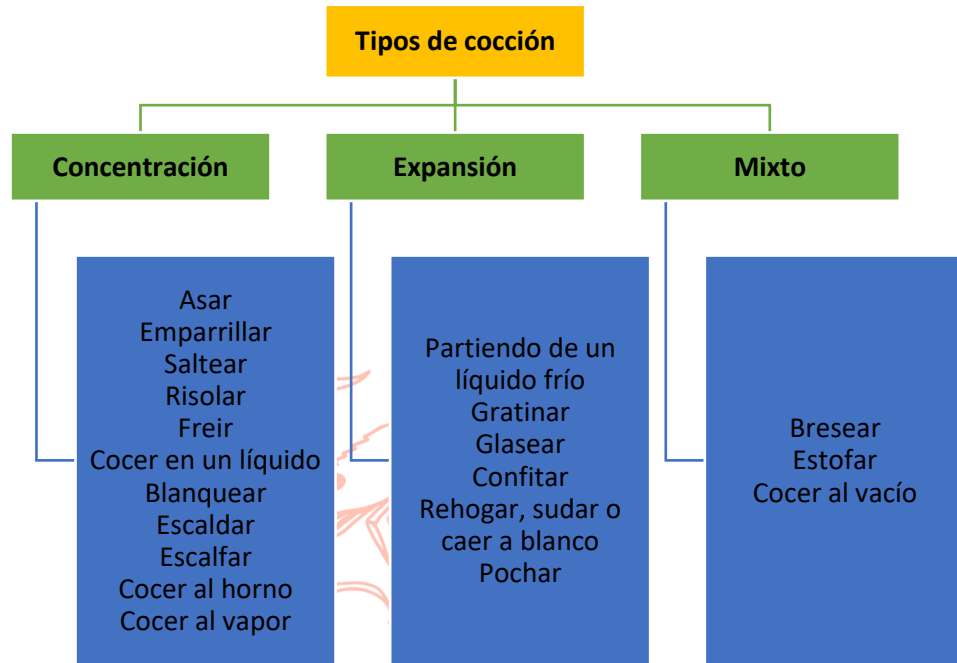 Tipos de cocción
Concentración
Expansión
Mixto
Asar
Emparrillar
Saltear
Risolar
Freir
Cocer en un líquido
Blanquear
Escaldar
Escalfar
Cocer al horno
Cocer al vapor
Partiendo de un
líquido frío
Gratinar
Glasear
Confitar
Rehogar, sudar o
caer a blanco
Pochar
Bresear
Estofar
Cocer al vacío